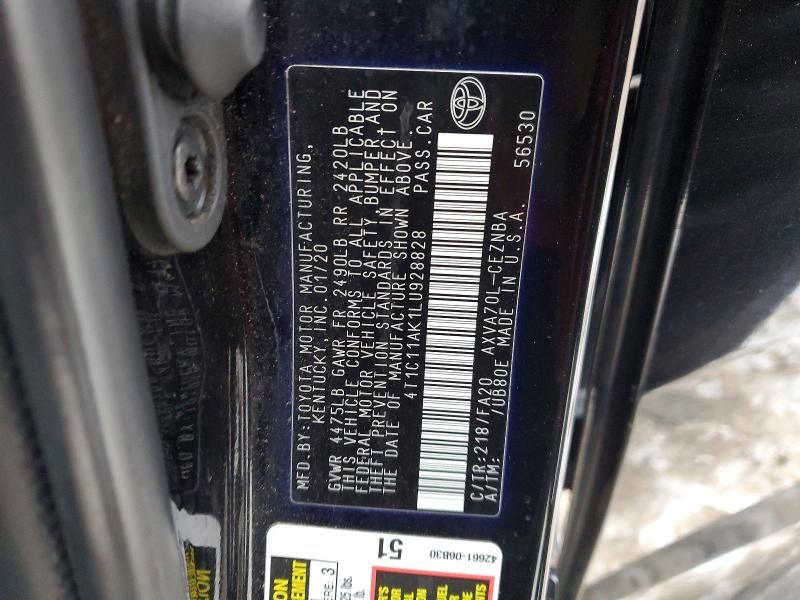 MFD.BY:TOYOTA MOTOR MANUFACTURING,
KENTUCKY, INC. 01/20
GVWR 4475LB GAWR FR 2490LB RR 2420LB
THIS VEHICLE CONFORMS TO ALL APPLICABLE
FEDERAL MOTOR VEHICLE SAFETY, BUMPER AND
THEFT PREVENTION STANDARDS IN EFFECT ON
THE DATE OF MANUFACTURE SHOWN ABOVE.
4T1C11AK1LU928828 PASS.CAR
C/TR:2187/FA20 AXVA70L-CEZNBA
A/TM: /UB80E MADE IN U.S.A. 56530
42661-06B30
51